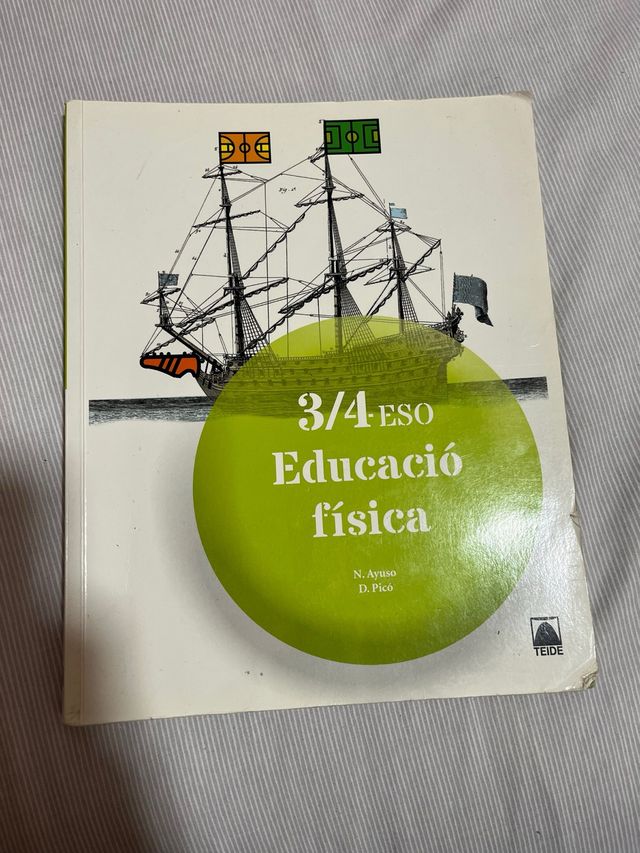 3/4-ESO
Educació
física
N. Ayuso
D. Picó
TEIDE